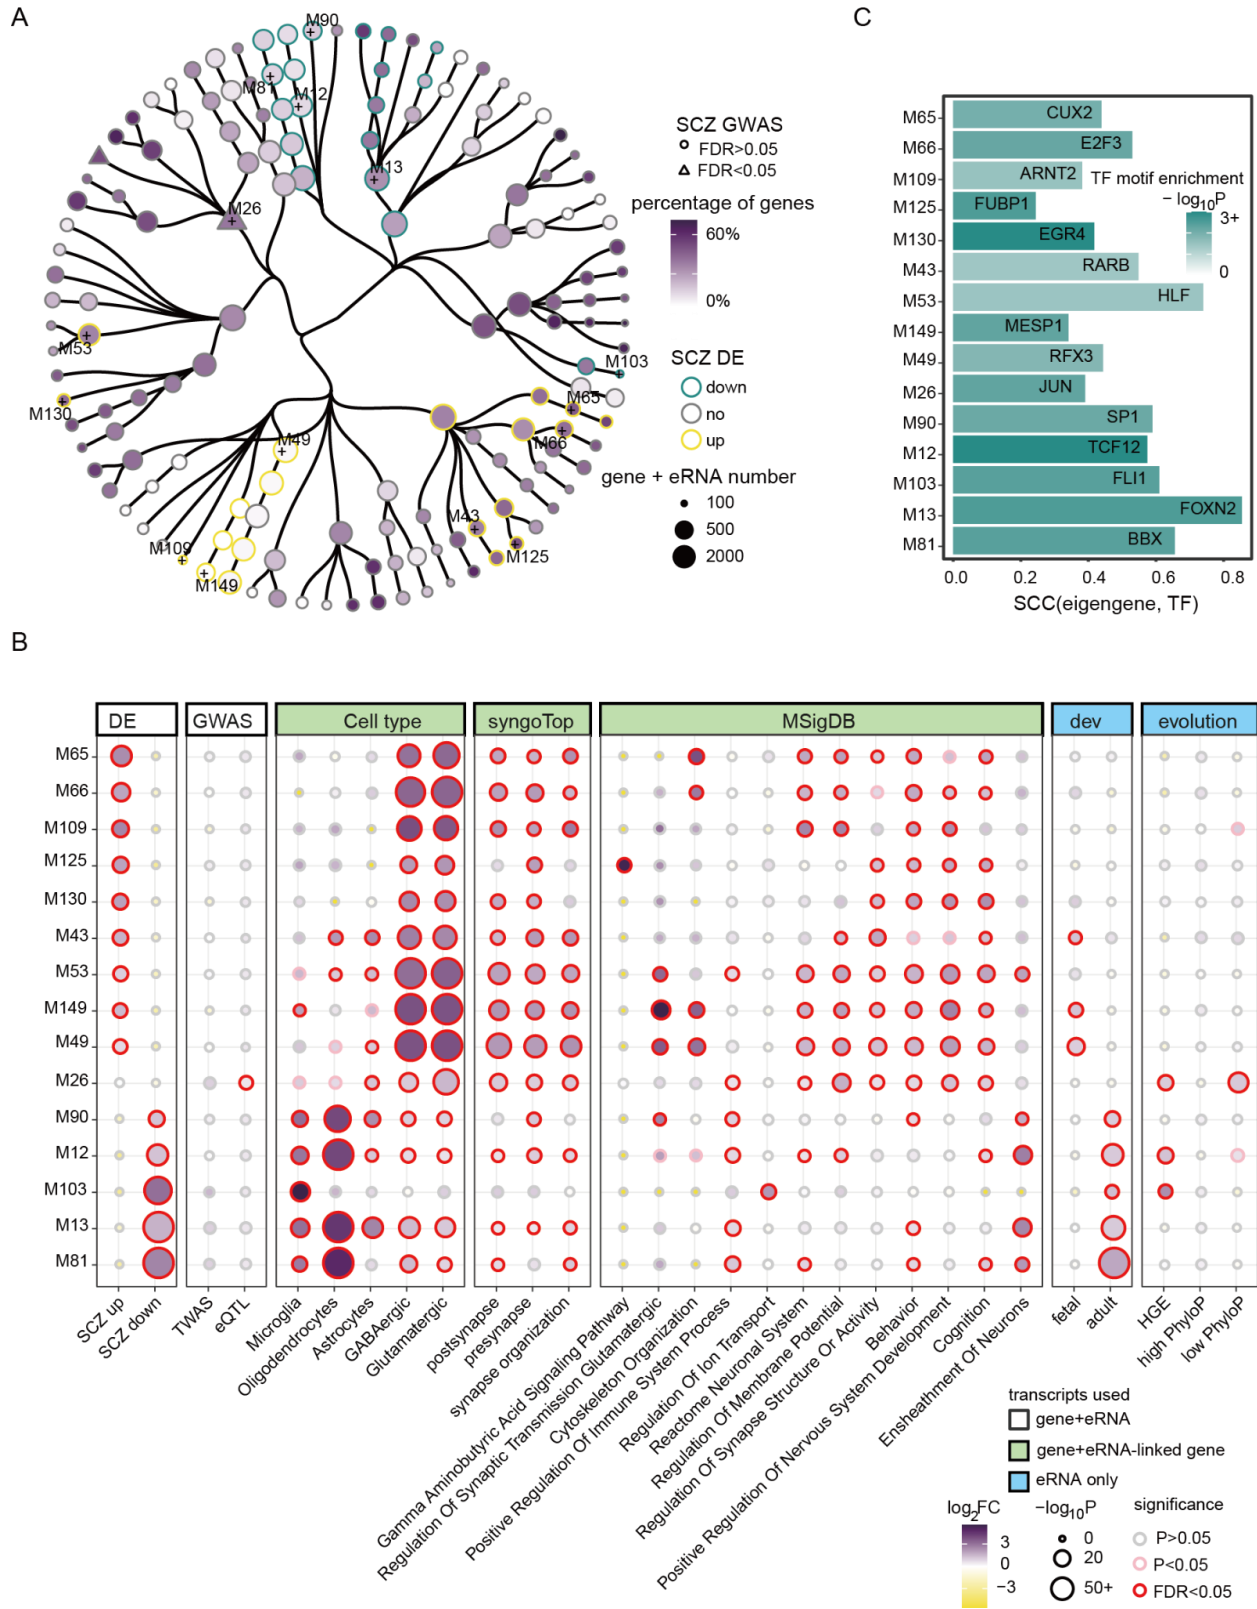 A
M90
M81
M12
M13
M26
M53
M130
M103
M65
M66
M49
M43
M109
M125
M149
SCZ GWAS
FDR>0.05
FDR<0.05
percentage of genes
60%
0%
SCZ DE
down
no
up
gene + eRNA number
100
500
2000
C
M65
M66
M109
M125
M130
M43
M53
M149
M49
M26
M90
M12
M103
M13
M81
CUX2
E2F3
ARNT2
FUBP1
EGR4
RARB
HLF
MESP1
RFX3
JUN
SP1
TCF12
FLI1
FOXN2
BBX
TF motif enrichment
− log10P
3+
0
0.0 0.2 0.4 0.6 0.8
SCC(eigengene, TF)
B
DE GWAS Cell type syngoTop MSigDB dev evolution
M65
M66
M109
M125
M130
M43
M53
M149
M49
M26
M90
M12
M103
M13
M81
SCZ up
SCZ down
TWAS
eQTL
Microglia
Oligodendrocytes
Astrocytes
GABAergic
Glutamatergic
postsynapse
presynapse
synapse organization
Gamma Aminobutyric Acid Signaling Pathway
Regulation Of Synaptic Transmission Glutamatergic
Cytoskeleton Organization
Positive Regulation Of Immune System Process
Regulation Of Ion Transport
Reactome Neuronal System
Regulation Of Membrane Potential
Regulation Of Synapse Structure Or Activity
Behavior
Positive Regulation Of Nervous System Development
Cognition
Ensheathment Of Neurons
fetal
adult
HGE
high PhyloP
low PhyloP
transcripts used
gene+eRNA
gene+eRNA-linked gene
eRNA only
log2FC
3
0
−3
−log10P
0
20
50+
significance
P>0.05
P<0.05
FDR<0.05